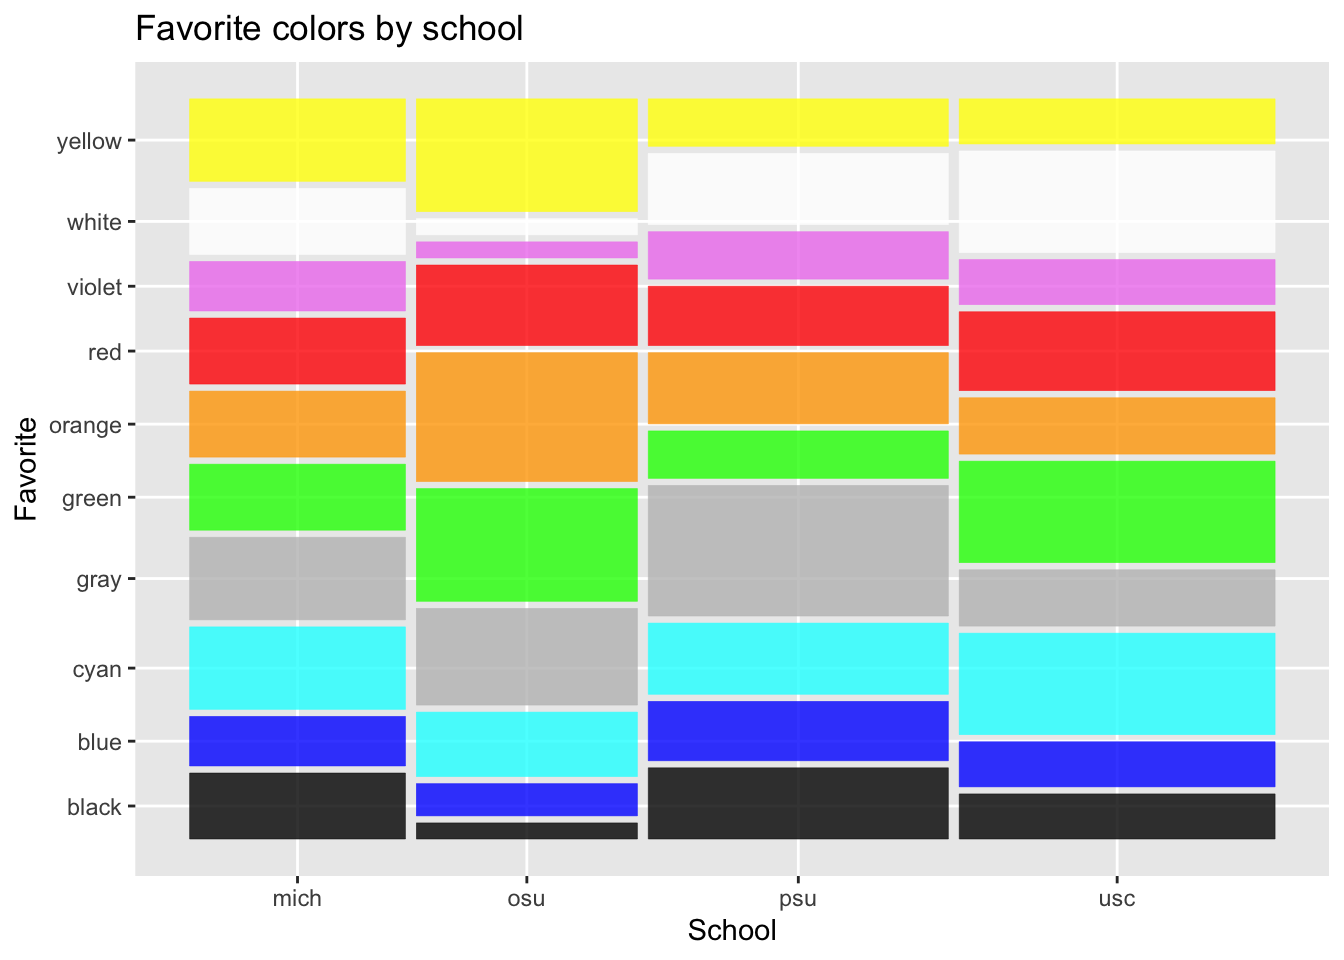 Favorite colors by school
yellow
white
violet
red
orange
green
gray
cyan
blue
black
Favorite
mich osu psu usc
School